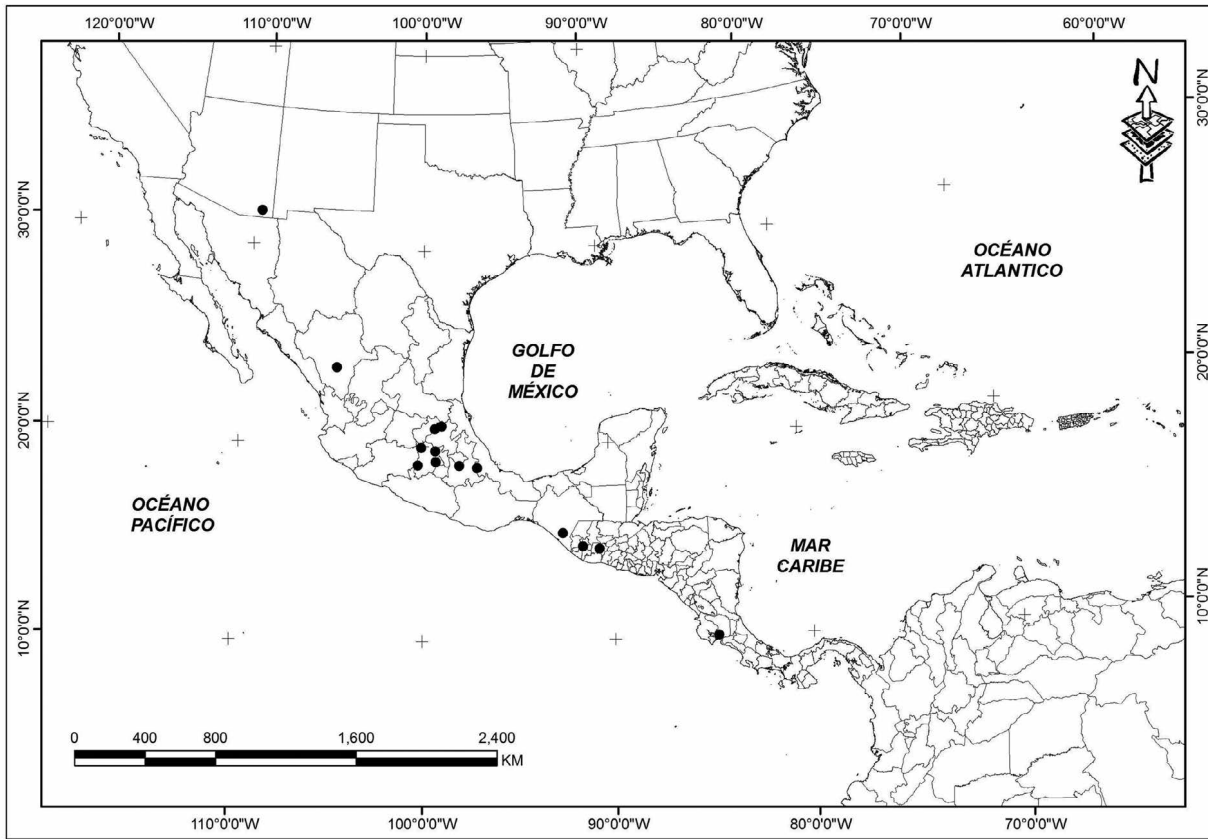 120°0'0"W 110°0'0"W 100°0'0"W 90°0'0"W 80°0'0"W 70°0'0"W 60°0'0"W
N
30°0'0"N
30°0'0"N
OCÉANO
ATLANTICO
GOLFO
DE
MÉXICO
20°0'0"N
20°0'0"N
OCÉANO
PACÍFICO
MAR
CARIBE
10°0'0"N
10°0'0"N
0 400 800 1,600 2,400
KM
110°0'0"W 100°0'0"W 90°0'0"W 80°0'0"W 70°0'0"W